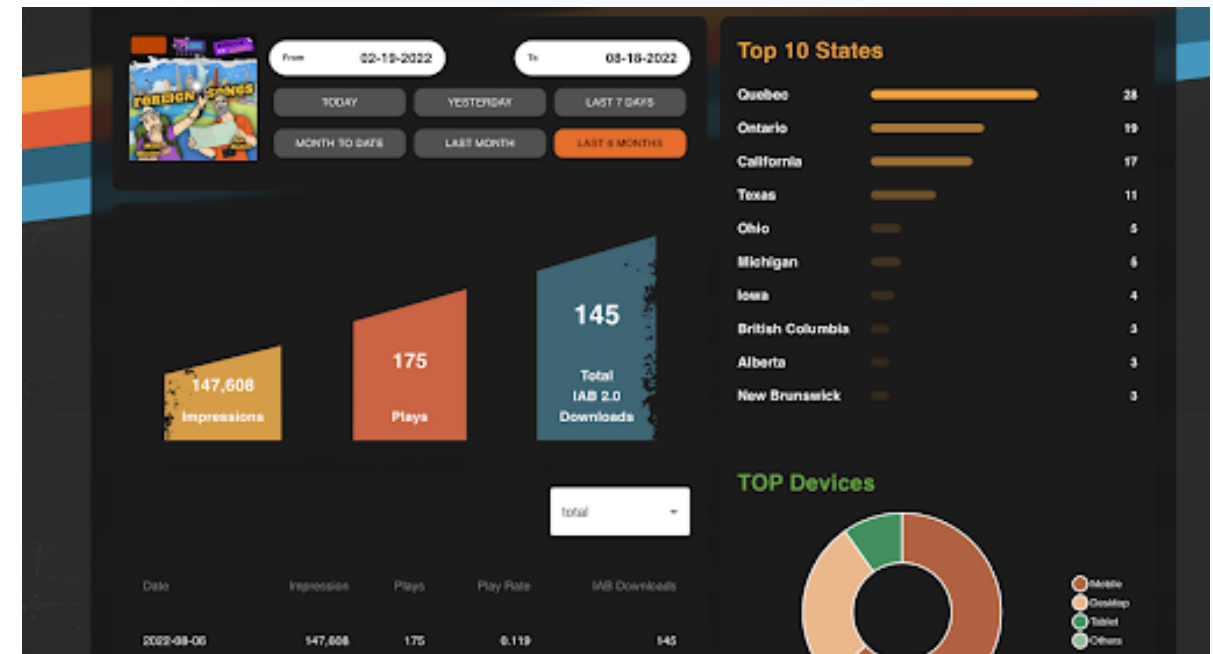 From 02-19-2022
To 08-18-2022
TODAY
YESTERDAY
LAST 7 DAYS
MONTH TO DATE
LAST MONTH
LAST 6 MONTHS
FOREIGN SONGS
147,608
Impressions
175
Plays
145
Total
IAB 2.0
Downloads
total
Date Impression Plays Play Rate IAB Downloads
2022-08-06 147,608 175 0.119 145
Top 10 States
Quebec 28
Ontario 19
California 17
Texas 11
Ohio 5
Michigan 5
Iowa 4
British Columbia 3
Alberta 3
New Brunswick 3
TOP Devices
Mobile
Desktop
Tablet
Others